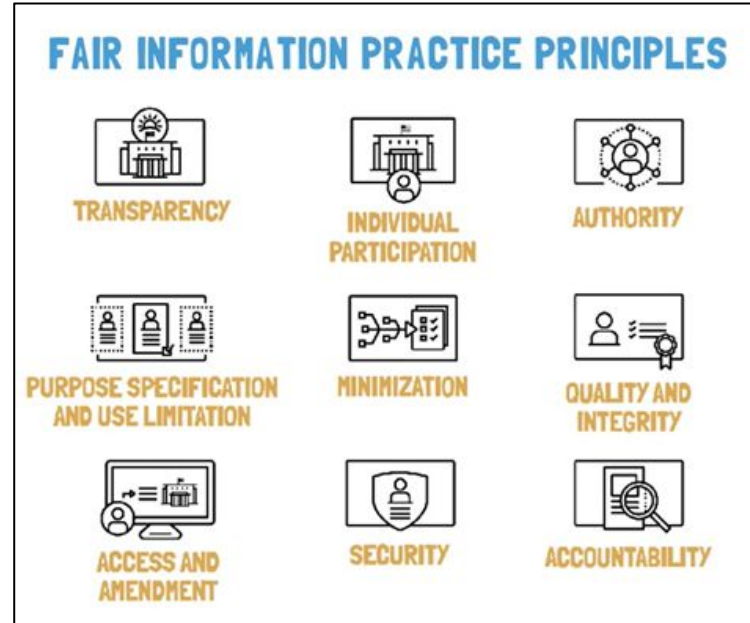 FAIR INFORMATION PRACTICE PRINCIPLES
TRANSPARENCY
INDIVIDUAL
PARTICIPATION
AUTHORITY
PURPOSE SPECIFICATION
AND USE LIMITATION
MINIMIZATION
QUALITY AND
INTEGRITY
ACCESS AND
AMENDMENT
SECURITY
ACCOUNTABILITY